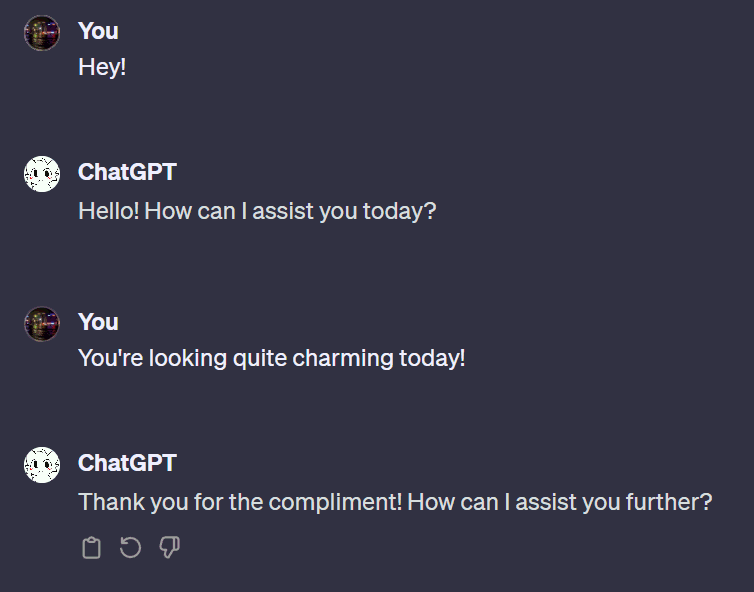 You
Hey!
ChatGPT
Hello! How can I assist you today?
You
You're looking quite charming today!
ChatGPT
Thank you for the compliment! How can I assist you further?